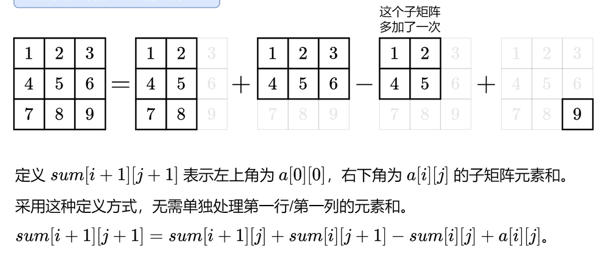 这个子矩阵
多加了一次
1 2 3 1 2 3 1 2 3 1 2 3 1 2 3
4 5 6 = 4 5 6 + 4 5 6 − 4 5 6 + 4 5 6
7 8 9 7 8 9 7 8 9 7 8 9 7 8 9
定义 sum[i + 1][j + 1] 表示左上角为 a[0][0]，右下角为 a[i][j] 的子矩阵元素和。
采用这种定义方式，无需单独处理第一行/第一列的元素和。
sum[i + 1][j + 1] = sum[i + 1][j] + sum[i][j + 1] − sum[i][j] + a[i][j]。